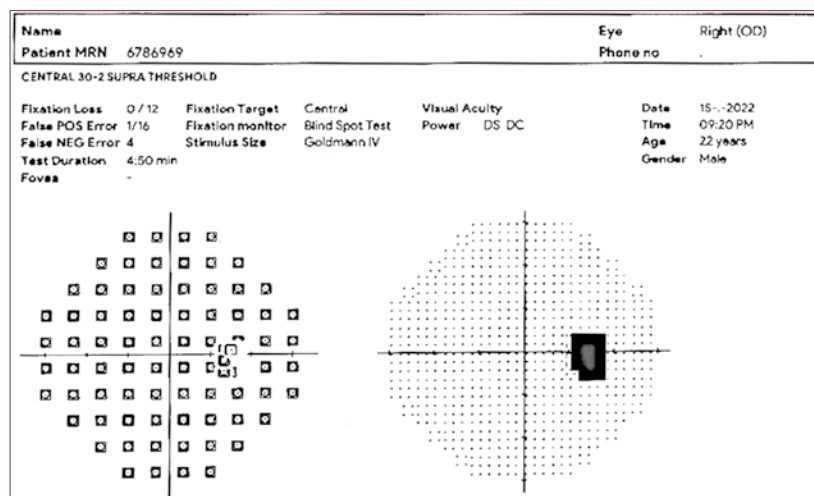 Name Eye Right (OD)
Patient MRN 6786969 Phone no .
CENTRAL 30-2 SUPRA THRESHOLD
Fixation Loss 0/12 Fixation Target Central Visual Acuity Date 15-.-2022
False POS Error 1/16 Fixation monitor Blind Spot Test Power DS DC Time 09:20 PM
False NEG Error 4 Stimulus Size Goldmann IV Age 22 years
Test Duration 4:50 min Gender Male
Fovea -